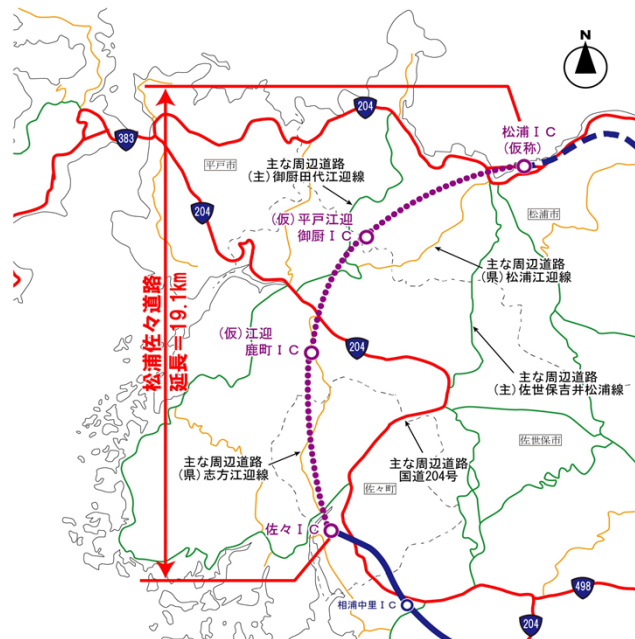 N
204
383
松浦ＩＣ
(仮称)
主な周辺道路
(主)御厨田代江迎線
平戸市
204
(仮)平戸江迎
御厨ＩＣ
松浦市
主な周辺道路
(県)松浦江迎線
松浦佐々道路
延長＝19.1km
(仮)江迎
鹿町ＩＣ
204
主な周辺道路
(主)佐世保吉井松浦線
佐世保市
主な周辺道路
(県)志方江迎線
主な周辺道路
国道204号
佐々町
佐々ＩＣ
498
相浦中里ＩＣ
204